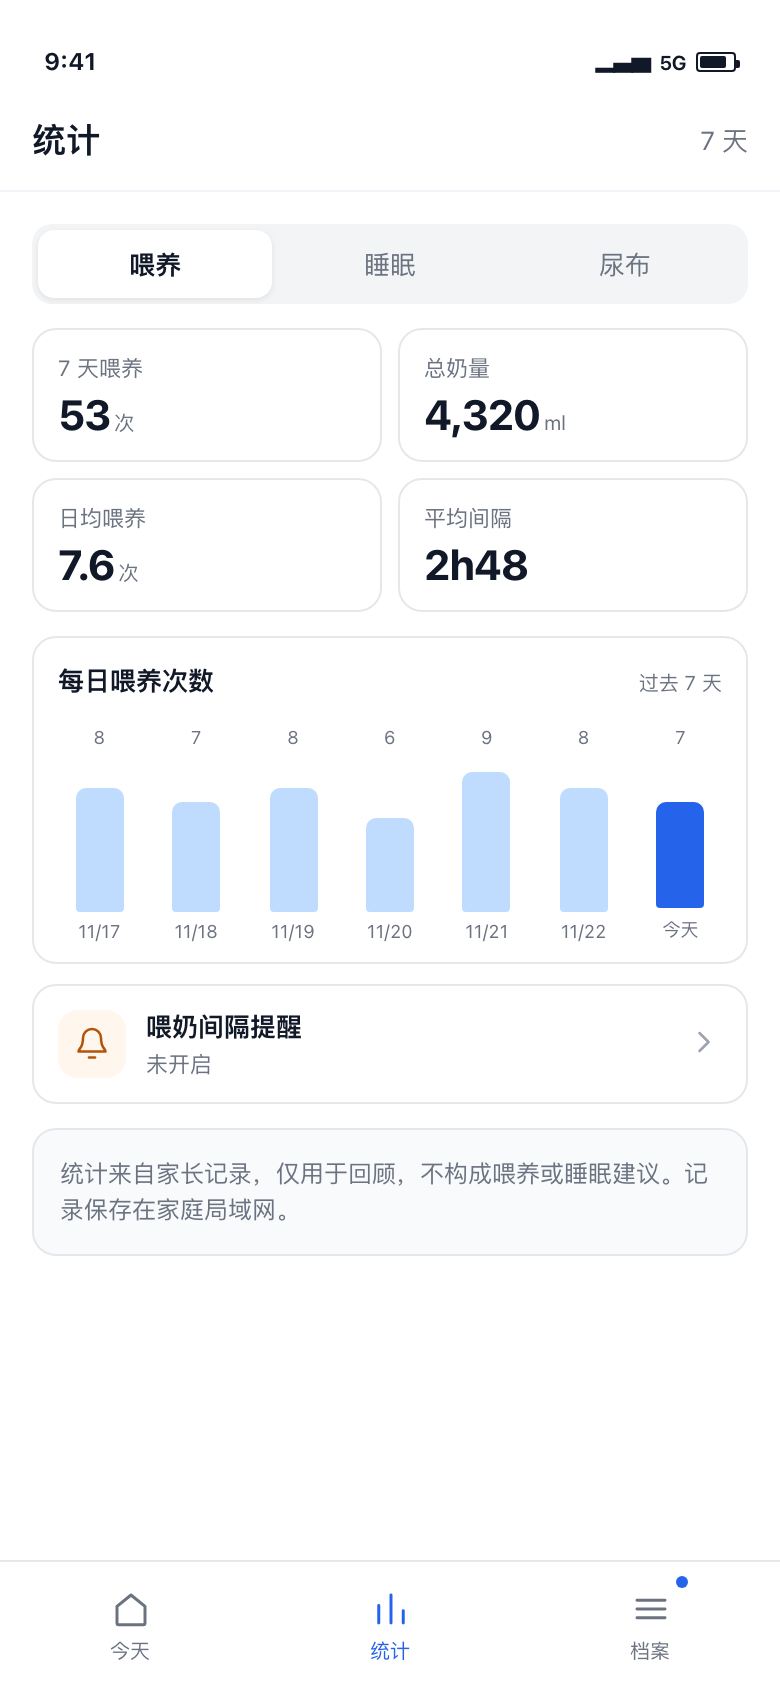 9:41
5G
统计
7 天
喂养
睡眠
尿布
7 天喂养
53 次
总奶量
4,320 ml
日均喂养
7.6 次
平均间隔
2h48
每日喂养次数
过去 7 天
8 7 8 6 9 8 7
11/17 11/18 11/19 11/20 11/21 11/22 今天
喂奶间隔提醒
未开启
统计来自家长记录，仅用于回顾，不构成喂养或睡眠建议。记
录保存在家庭局域网。
今天
统计
档案